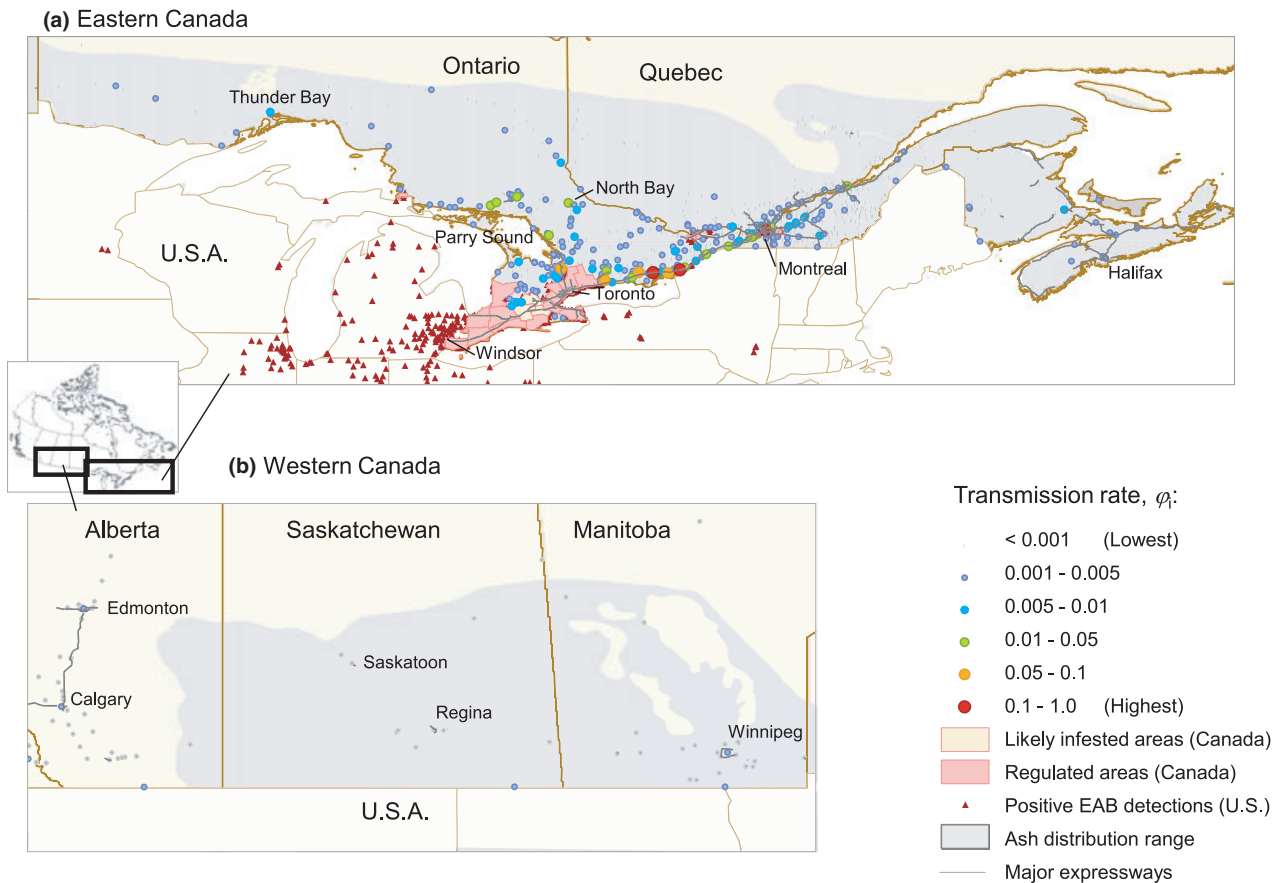 (a) Eastern Canada
Ontario
Quebec
Thunder Bay
North Bay
Parry Sound
U.S.A.
Montreal
Halifax
Toronto
Windsor
(b) Western Canada
Alberta
Saskatchewan
Manitoba
Edmonton
Saskatoon
Calgary
Regina
Winnipeg
U.S.A.
Transmission rate, φi:
< 0.001 (Lowest)
0.001 - 0.005
0.005 - 0.01
0.01 - 0.05
0.05 - 0.1
0.1 - 1.0 (Highest)
Likely infested areas (Canada)
Regulated areas (Canada)
Positive EAB detections (U.S.)
Ash distribution range
Major expressways